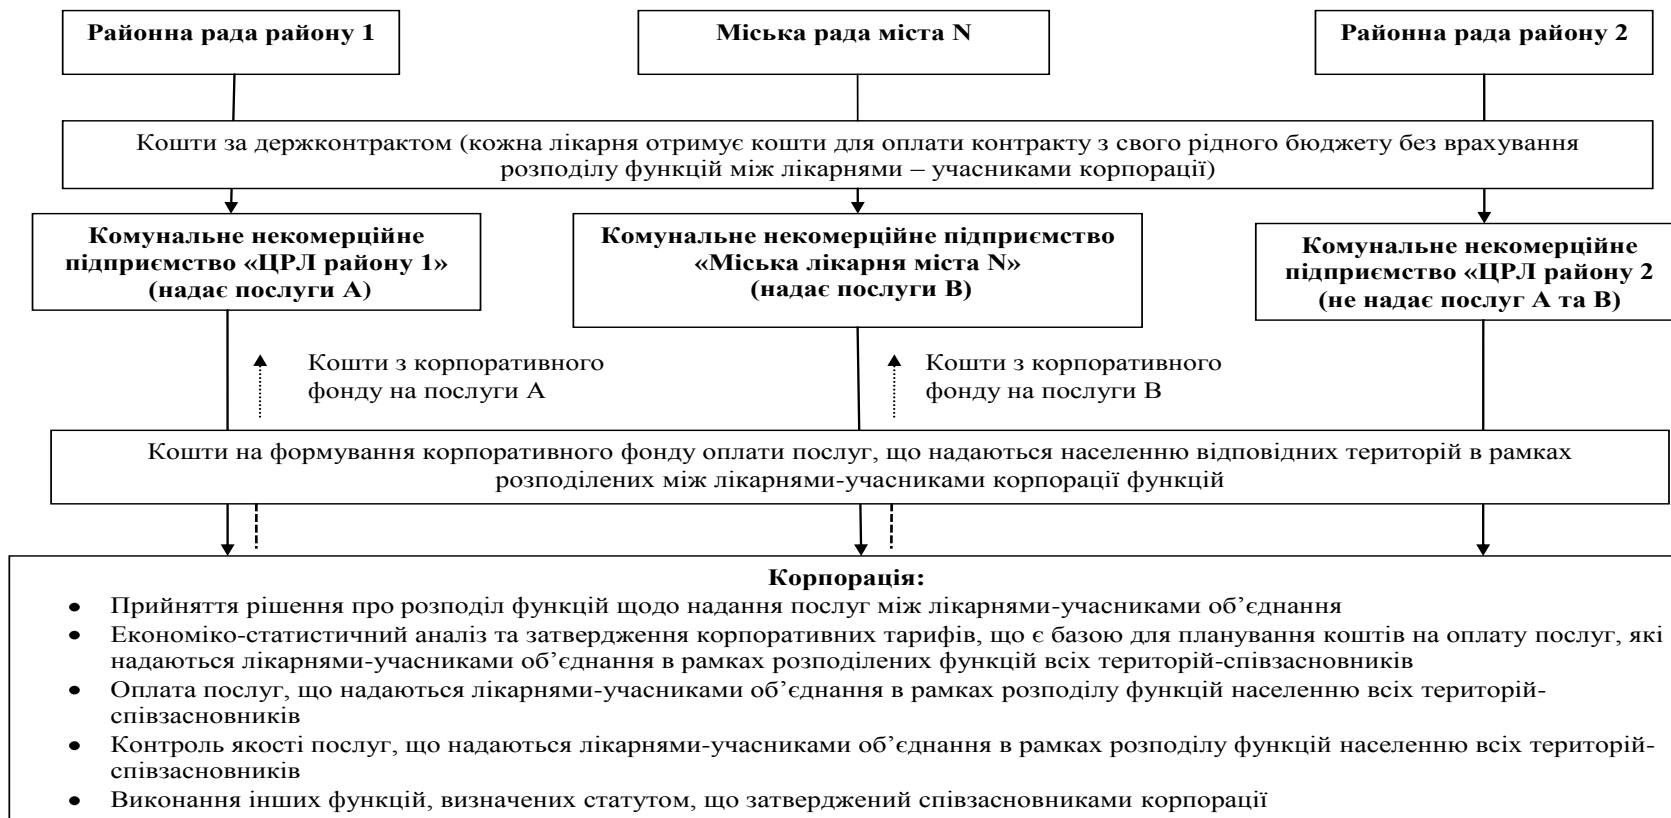 Районна рада району 1
Міська рада міста N
Районна рада району 2
Кошти за держконтрактом (кожна лікарня отримує кошти для оплати контракту з свого рідного бюджету без врахування
розподілу функцій між лікарнями – учасниками корпорації)
Комунальне некомерційне
підприємство «ЦРЛ району 1»
(надає послуги А)
Комунальне некомерційне підприємство
«Міська лікарня міста N»
(надає послуги В)
Комунальне некомерційне
підприємство «ЦРЛ району 2
(не надає послуг А та В)
Кошти з корпоративного
фонду на послуги А
Кошти з корпоративного
фонду на послуги В
Кошти на формування корпоративного фонду оплати послуг, що надаються населенню відповідних територій в рамках
розподілених між лікарнями-учасниками корпорації функцій
Корпорація:
• Прийняття рішення про розподіл функцій щодо надання послуг між лікарнями-учасниками об’єднання
• Економіко-статистичний аналіз та затвердження корпоративних тарифів, що є базою для планування коштів на оплату послуг, які
надаються лікарнями-учасниками об’єднання в рамках розподілених функцій всіх територій-співзасновників
• Оплата послуг, що надаються лікарнями-учасниками об’єднання в рамках розподілу функцій населенню всіх територій-
співзасновників
• Контроль якості послуг, що надаються лікарнями-учасниками об’єднання в рамках розподілу функцій населенню всіх територій-
співзасновників
• Виконання інших функцій, визначених статутом, що затверджений співзасновниками корпорації